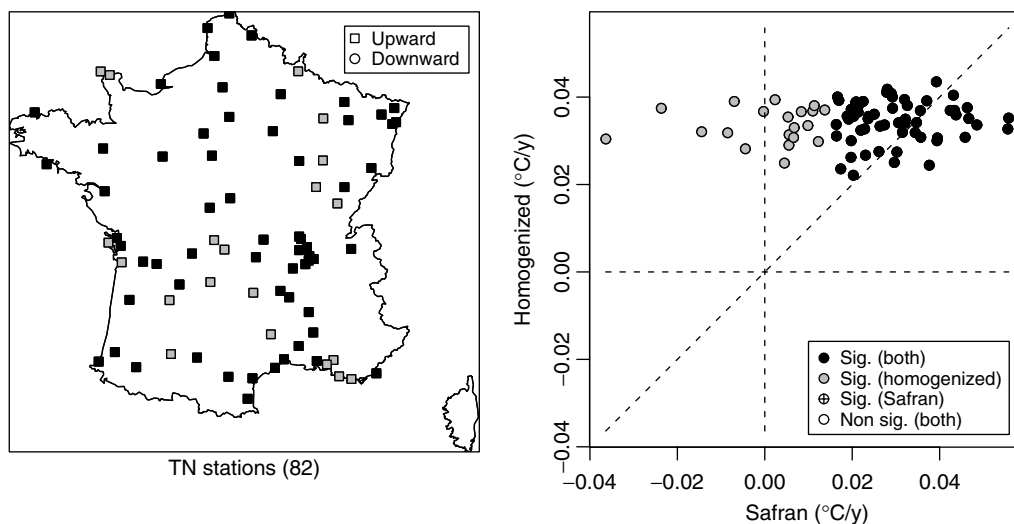 Upward
Downward
TN stations (82)
Homogenized (°C/y)
0.04
0.02
0.00
−0.02
−0.04
Sig. (both)
Sig. (homogenized)
Sig. (Safran)
Non sig. (both)
−0.04
−0.02
0.00
0.02
0.04
Safran (°C/y)